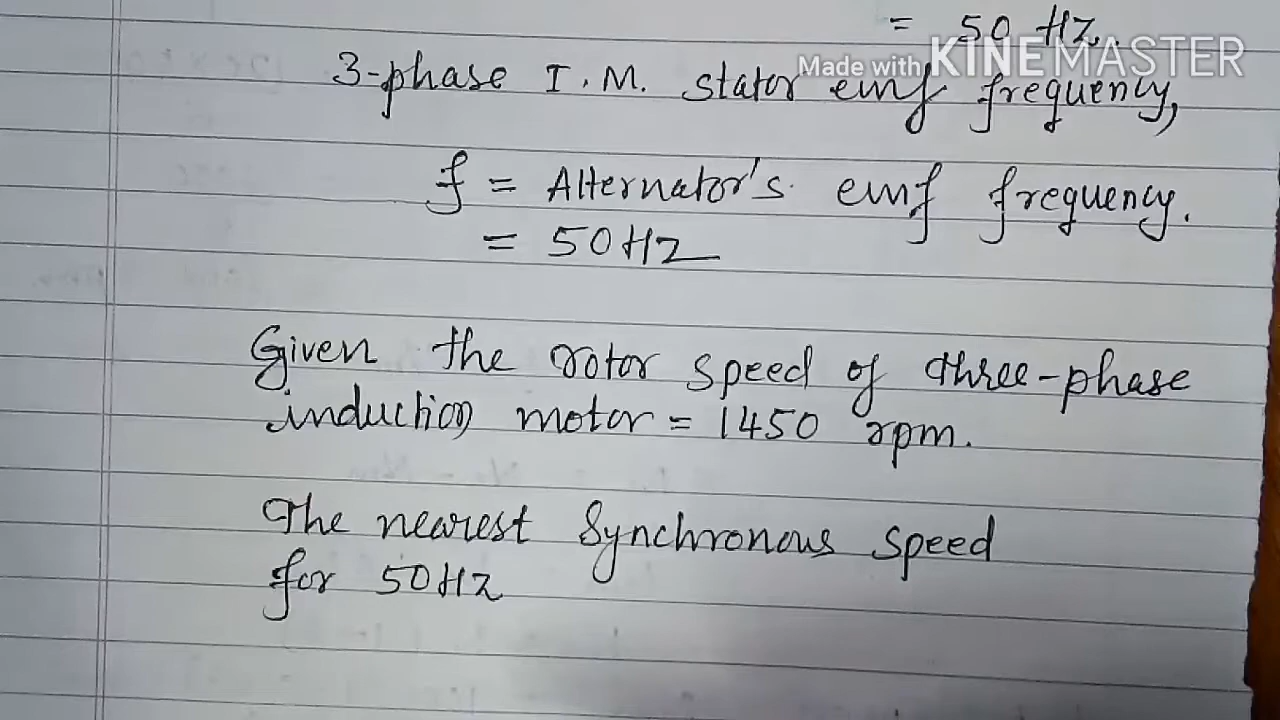 = 50 Hz
Made with KINEMASTER
3-phase I.M. stator emf frequency,
f = Alternator's emf frequency.
= 50Hz
Given the rotor speed of three-phase
induction motor = 1450 rpm.
The nearest Synchronous speed
for 50Hz